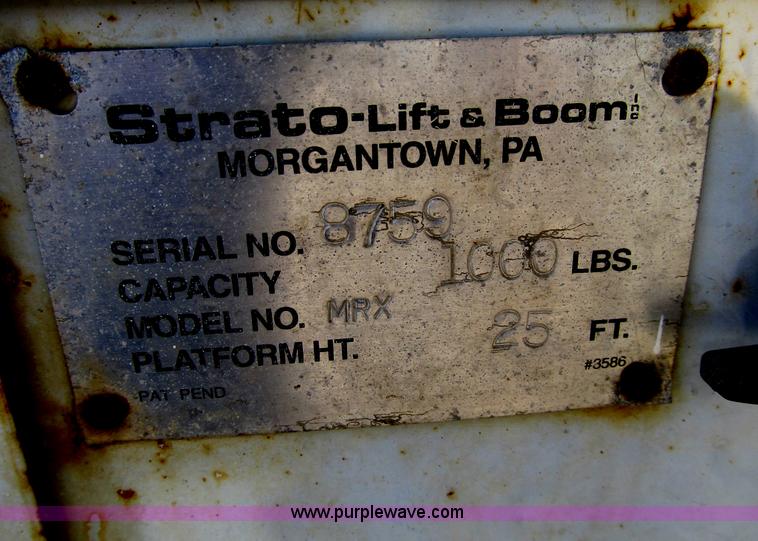 Strato-Lift & Boom Inc
MORGANTOWN, PA
SERIAL NO. 8759
CAPACITY 1000 LBS.
MODEL NO. MRX
PLATFORM HT. 25 FT.
#3586
PAT PEND
www.purplewave.com